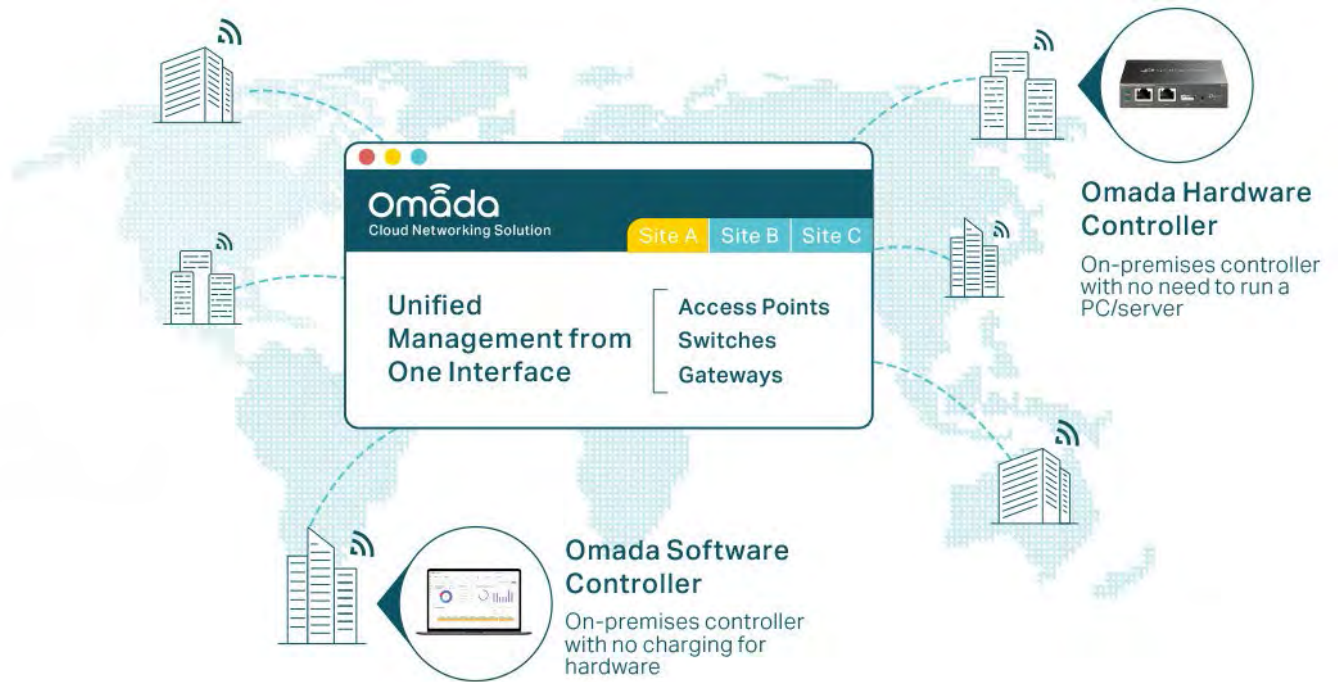 Omada
Cloud Networking Solution
Site A Site B Site C
Unified
Management from
One Interface
Access Points
Switches
Gateways
Omada Hardware
Controller
On-premises controller
with no need to run a
PC/server
Omada Software
Controller
On-premises controller
with no charging for
hardware